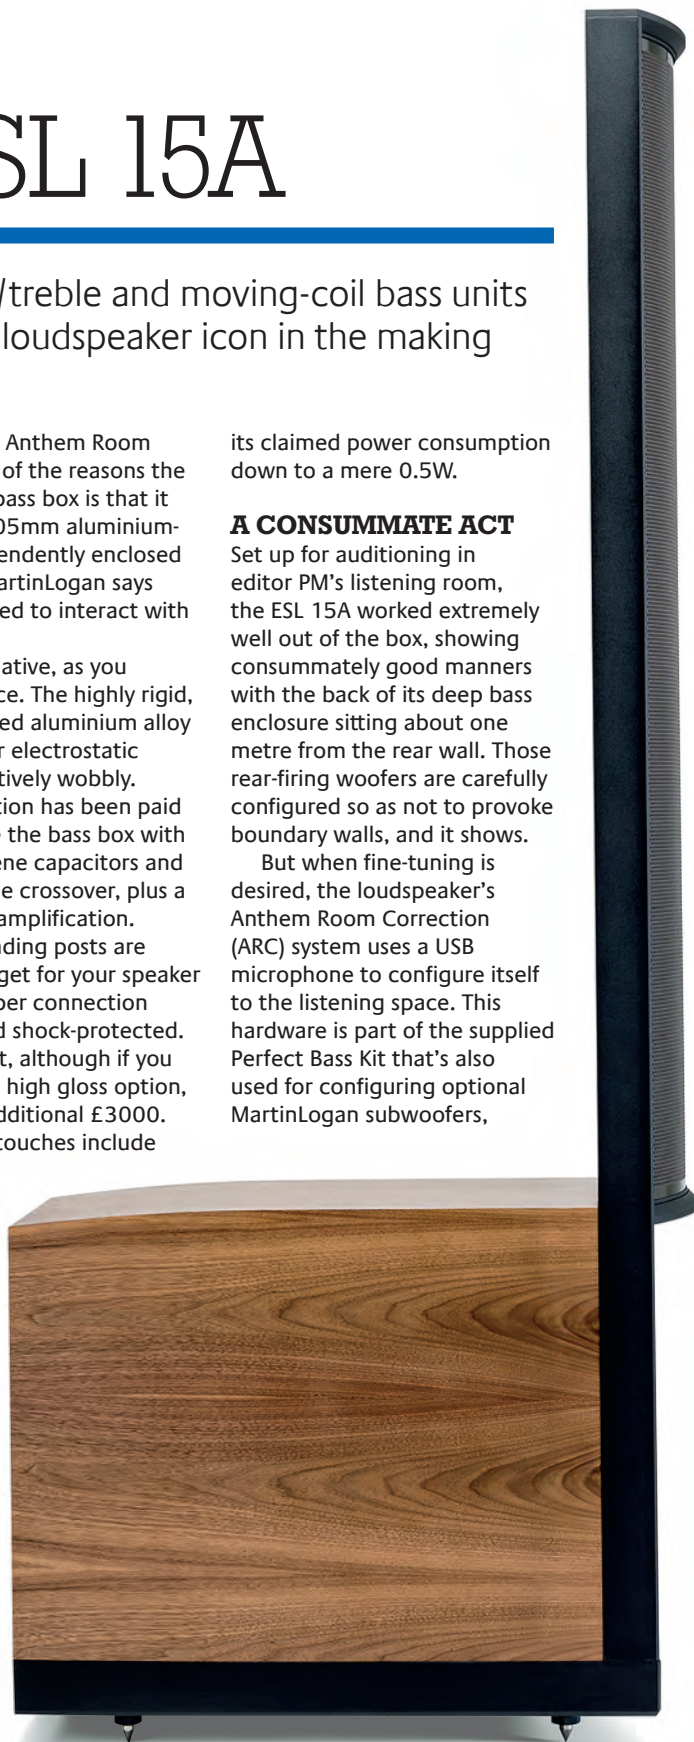 SL 15A
/treble and moving-coil bass units
loudspeaker icon in the making
Anthem Room
of the reasons the
bass box is that it
05mm aluminium-
endently enclosed
artinLogan says
ed to interact with
ative, as you
ce. The highly rigid,
ed aluminium alloy
r electrostatic
tively wobbly.
tion has been paid
e the bass box with
ene capacitors and
e crossover, plus a
amplification.
nding posts are
get for your speaker
per connection
d shock-protected.
t, although if you
high gloss option,
dditional £3000.
touches include
its claimed power consumption
down to a mere 0.5W.
A CONSUMMATE ACT
Set up for auditioning in
editor PM's listening room,
the ESL 15A worked extremely
well out of the box, showing
consummately good manners
with the back of its deep bass
enclosure sitting about one
metre from the rear wall. Those
rear-firing woofers are carefully
configured so as not to provoke
boundary walls, and it shows.
But when fine-tuning is
desired, the loudspeaker's
Anthem Room Correction
(ARC) system uses a USB
microphone to configure itself
to the listening space. This
hardware is part of the supplied
Perfect Bass Kit that's also
used for configuring optional
MartinLogan subwoofers,